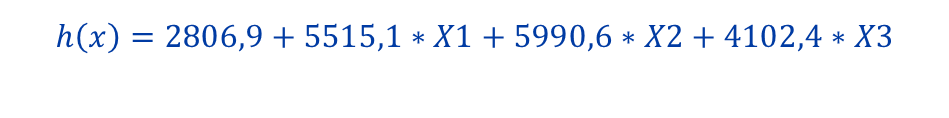 h(x) = 2806,9 + 5515,1 * X1 + 5990,6 * X2 + 4102,4 * X3